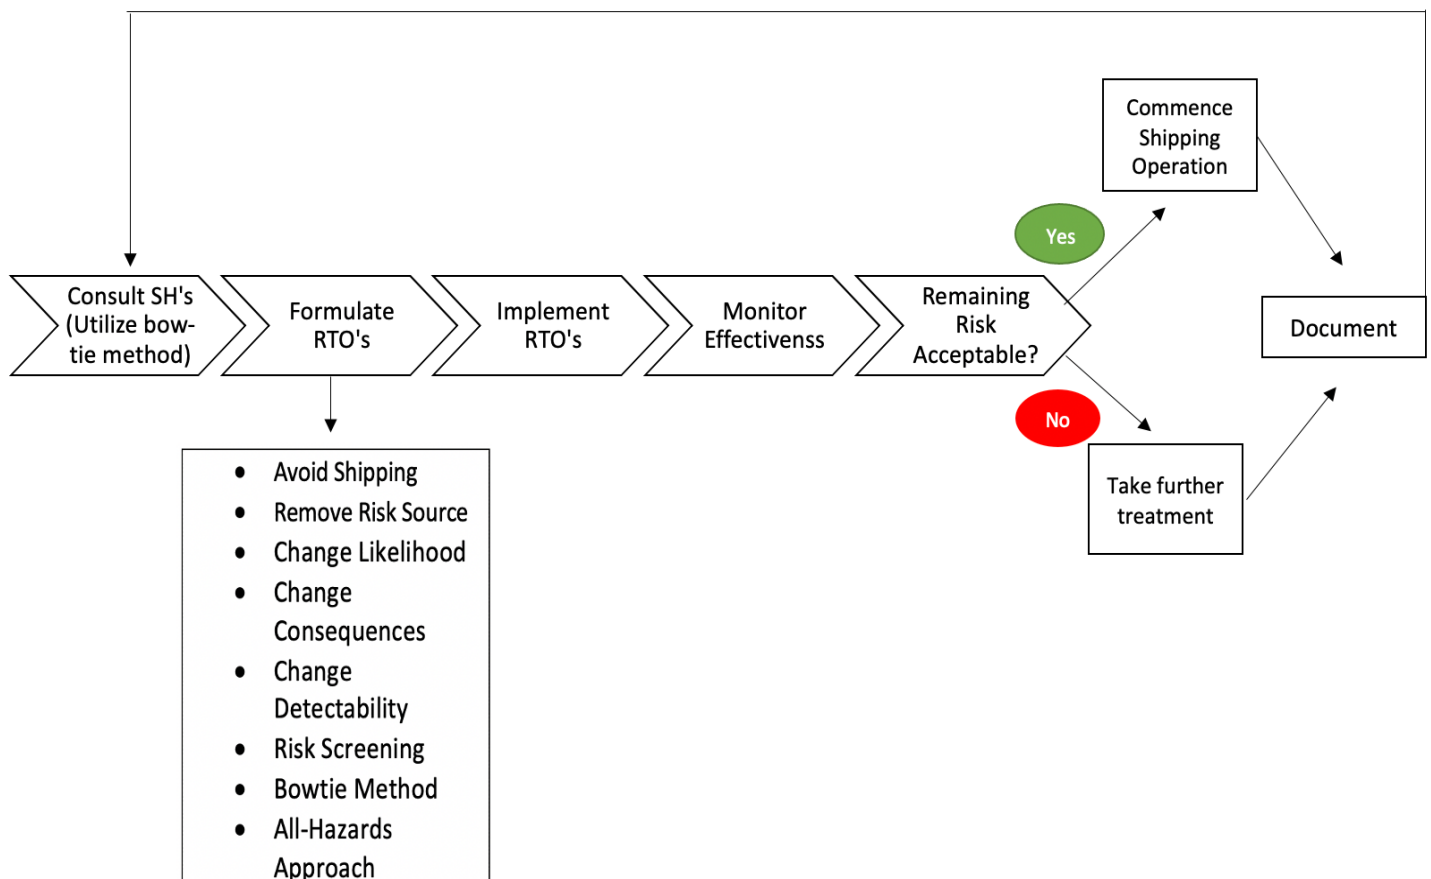 Consult SH's
(Utilize bow-
tie method)
Formulate
RTO's
Implement
RTO's
Monitor
Effectivenss
Remaining
Risk
Acceptable?
Yes
Commence
Shipping
Operation
No
Take further
treatment
Document
• Avoid Shipping
• Remove Risk Source
• Change Likelihood
• Change
Consequences
• Change
Detectability
• Risk Screening
• Bowtie Method
• All-Hazards
Approach